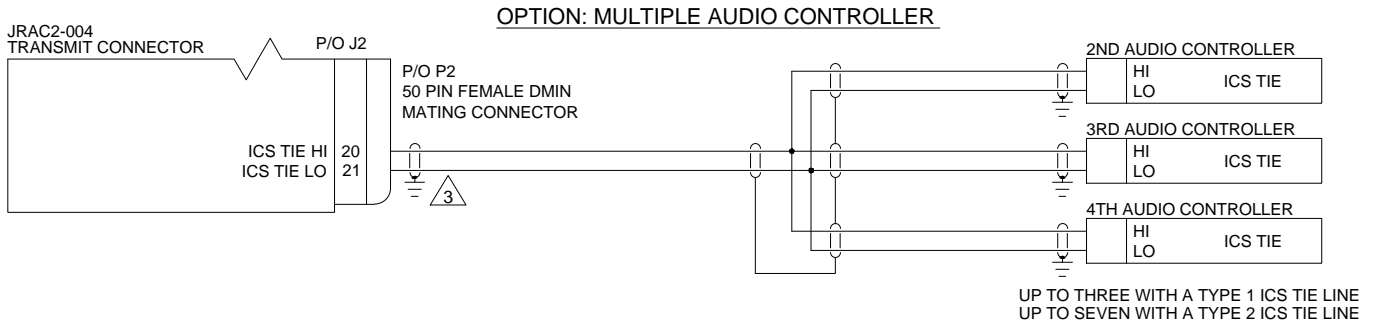 OPTION: MULTIPLE AUDIO CONTROLLER
JRAC2-004
TRANSMIT CONNECTOR
P/O J2
P/O P2
50 PIN FEMALE DMIN
MATING CONNECTOR
ICS TIE HI 20
ICS TIE LO 21
3
2ND AUDIO CONTROLLER
HI
LO
ICS TIE
3RD AUDIO CONTROLLER
HI
LO
ICS TIE
4TH AUDIO CONTROLLER
HI
LO
ICS TIE
UP TO THREE WITH A TYPE 1 ICS TIE LINE
UP TO SEVEN WITH A TYPE 2 ICS TIE LINE